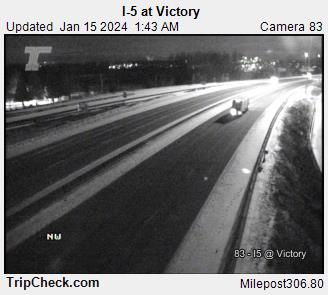 I-5 at Victory
Updated Jan 15 2024 1:43 AM Camera 83
T
NW
83 - I5 @ Victory
TripCheck.com Milepost306.80